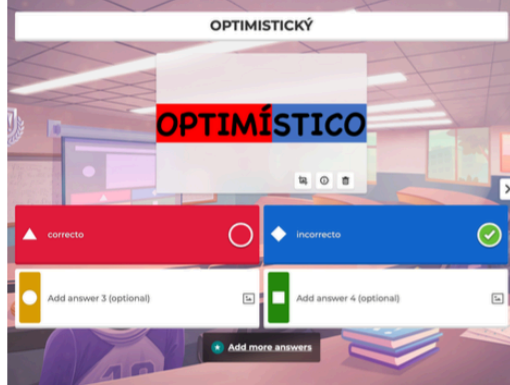 OPTIMISTICKÝ
OPTIMÍSTICO
correcto
incorrecto
Add answer 3 (optional)
Add answer 4 (optional)
Add more answers